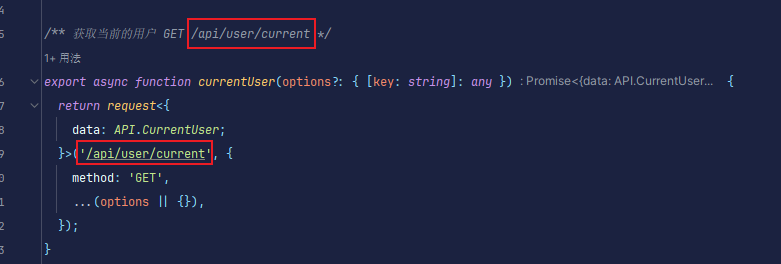 4
5 /** 获取当前的用户 GET /api/user/current */
1+ 用法
6 export async function currentUser(options?: { [key: string]: any }) : Promise<{data: API.CurrentUser... {
7 return request<{
8 data: API.CurrentUser;
9 }>('/api/user/current', {
0 method: 'GET',
1 ...(options || {}),
2 });
3 }